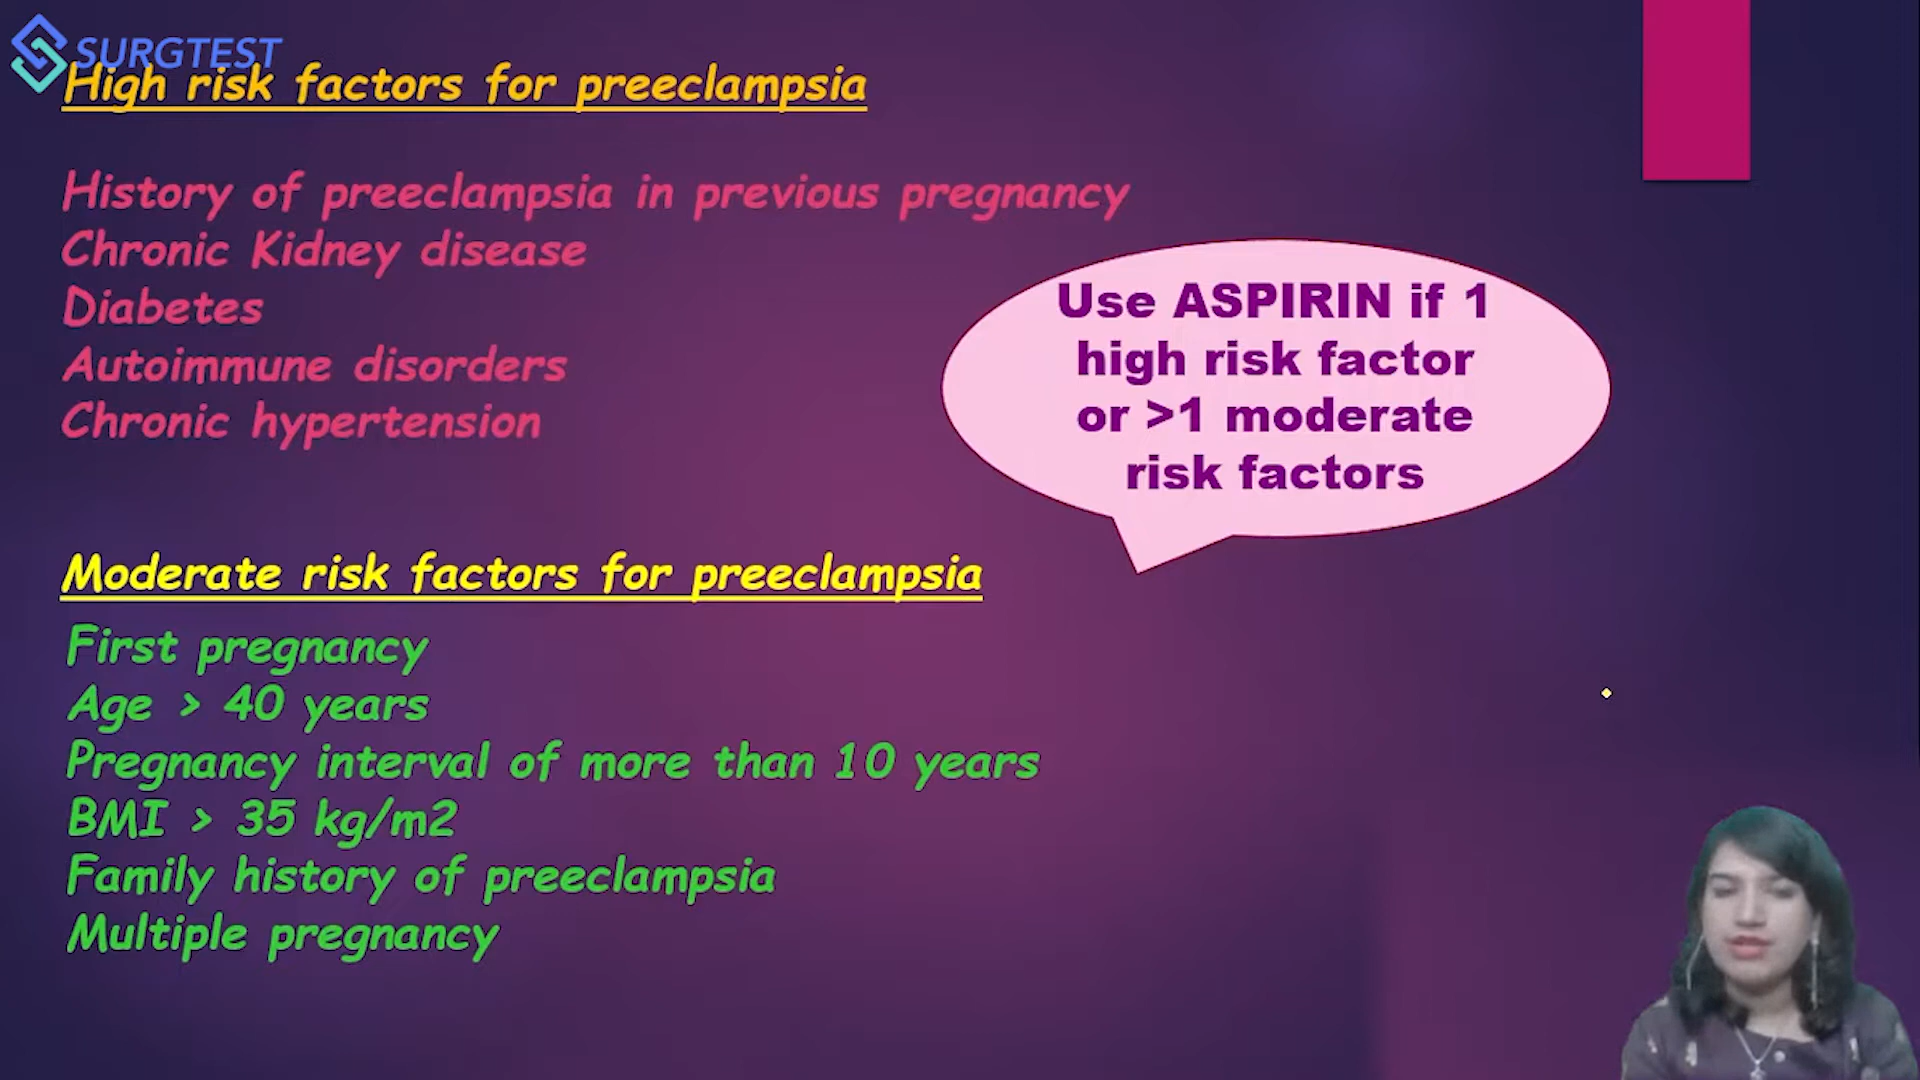 SURGTEST
High risk factors for preeclampsia
History of preeclampsia in previous pregnancy
Chronic Kidney disease
Diabetes
Autoimmune disorders
Chronic hypertension
Use ASPIRIN if 1
high risk factor
or >1 moderate
risk factors
Moderate risk factors for preeclampsia
First pregnancy
Age > 40 years
Pregnancy interval of more than 10 years
BMI > 35 kg/m2
Family history of preeclampsia
Multiple pregnancy